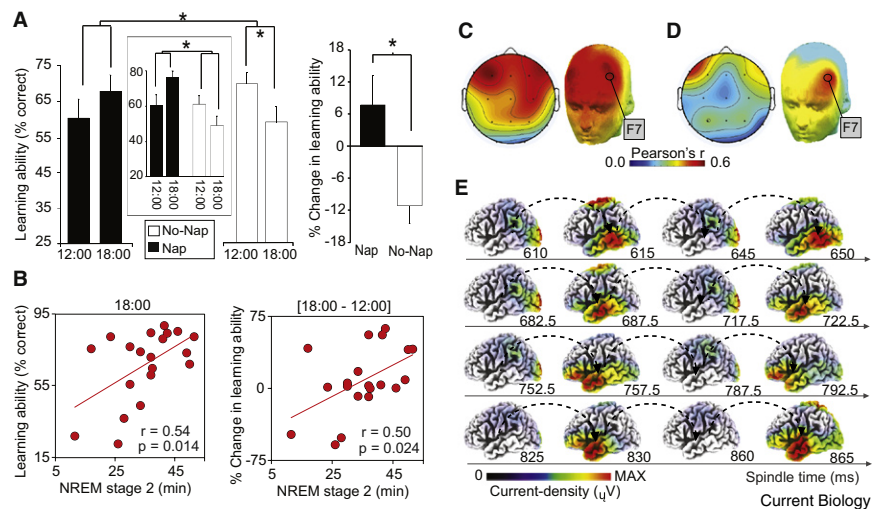 A
*
*
Learning ability (% correct)
75
65
55
45
35
25
12:00 18:00
*
80
60
40
20
12:00
18:00
12:00
18:00
No-Nap
Nap
12:00 18:00
% Change in learning ability
18
12
6
0
-6
-12
-18
*
Nap
No-Nap
B
18:00
Learning ability (% correct)
95
55
15
r = 0.54
p = 0.014
5 25 45
NREM stage 2 (min)
[18:00 - 12:00]
% Change in learning ability
75
0
-75
r = 0.50
p = 0.024
5 25 45
NREM stage 2 (min)
C
F7
D
F7
Pearson's r
0.0 0.6
E
610 615 645 650
682.5 687.5 717.5 722.5
752.5 757.5 787.5 792.5
825 830 860 865
0 MAX
Current-density (ųV)
Spindle time (ms)
Current Biology